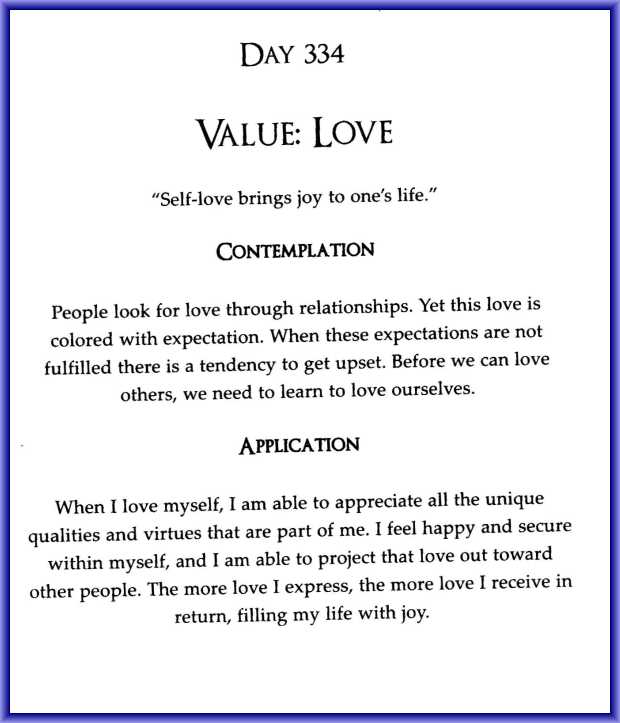 DAY 334
VALUE: LOVE
“Self-love brings joy to one’s life.”
CONTEMPLATION
People look for love through relationships. Yet this love is
colored with expectation. When these expectations are not
fulfilled there is a tendency to get upset. Before we can love
others, we need to learn to love ourselves.
APPLICATION
When I love myself, I am able to appreciate all the unique
qualities and virtues that are part of me. I feel happy and secure
within myself, and I am able to project that love out toward
other people. The more love I express, the more love I receive in
return, filling my life with joy.